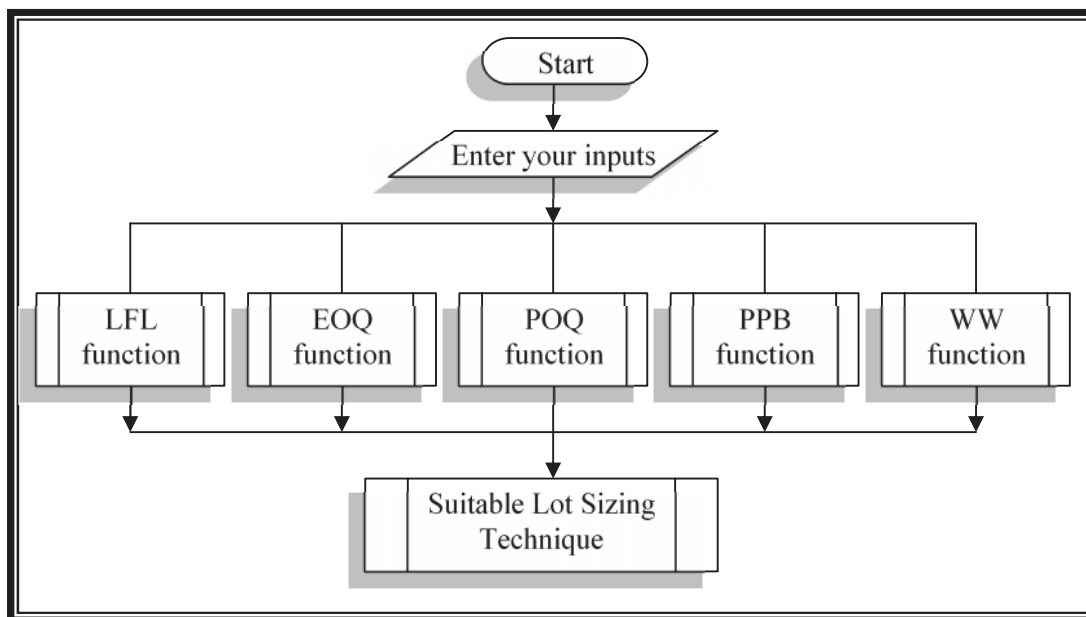 Start
Enter your inputs
LFL
function
EOQ
function
POQ
function
PPB
function
WW
function
Suitable Lot Sizing
Technique